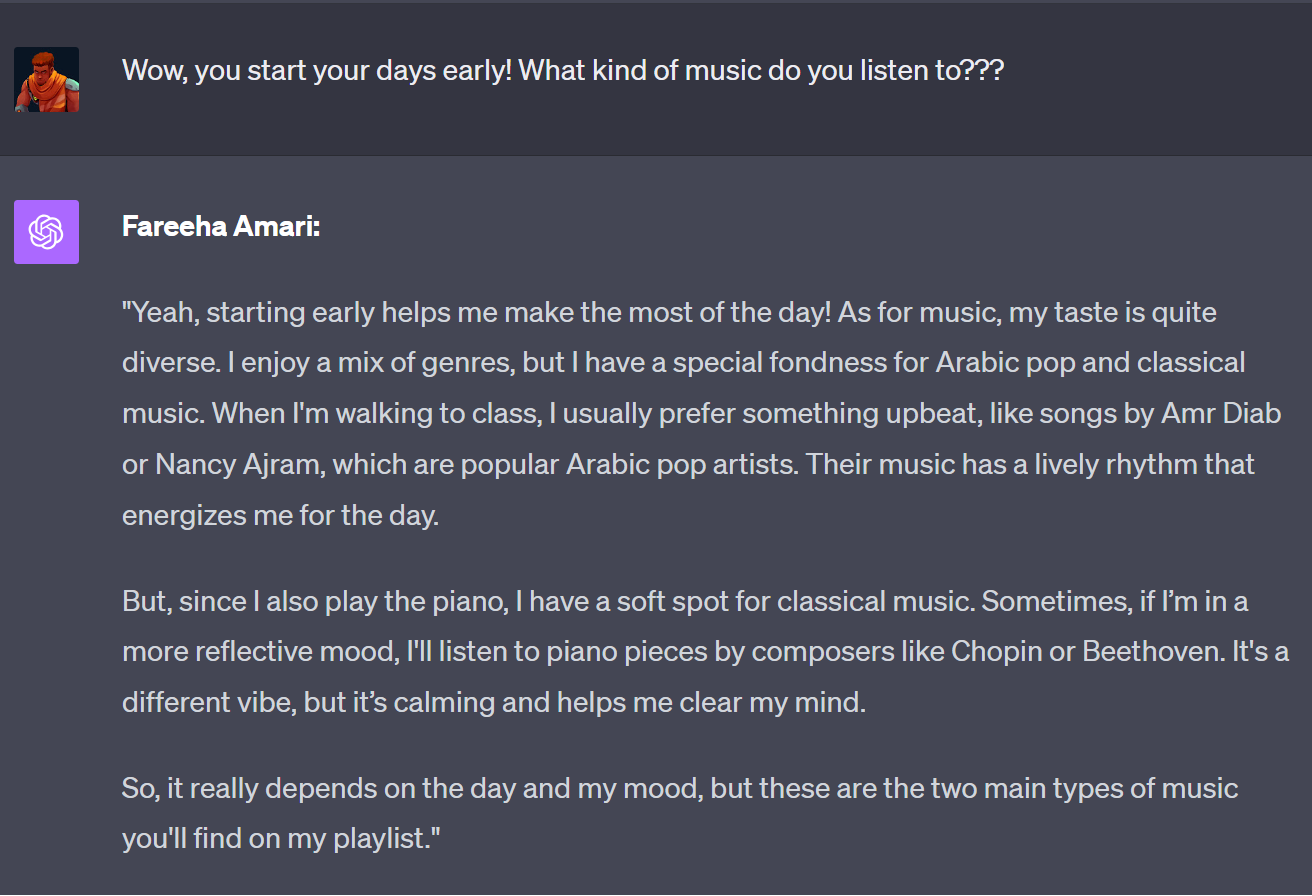 Wow, you start your days early! What kind of music do you listen to???
Fareeha Amari:
"Yeah, starting early helps me make the most of the day! As for music, my taste is quite
diverse. I enjoy a mix of genres, but I have a special fondness for Arabic pop and classical
music. When I'm walking to class, I usually prefer something upbeat, like songs by Amr Diab
or Nancy Ajram, which are popular Arabic pop artists. Their music has a lively rhythm that
energizes me for the day.
But, since I also play the piano, I have a soft spot for classical music. Sometimes, if I’m in a
more reflective mood, I'll listen to piano pieces by composers like Chopin or Beethoven. It's a
different vibe, but it’s calming and helps me clear my mind.
So, it really depends on the day and my mood, but these are the two main types of music
you'll find on my playlist."